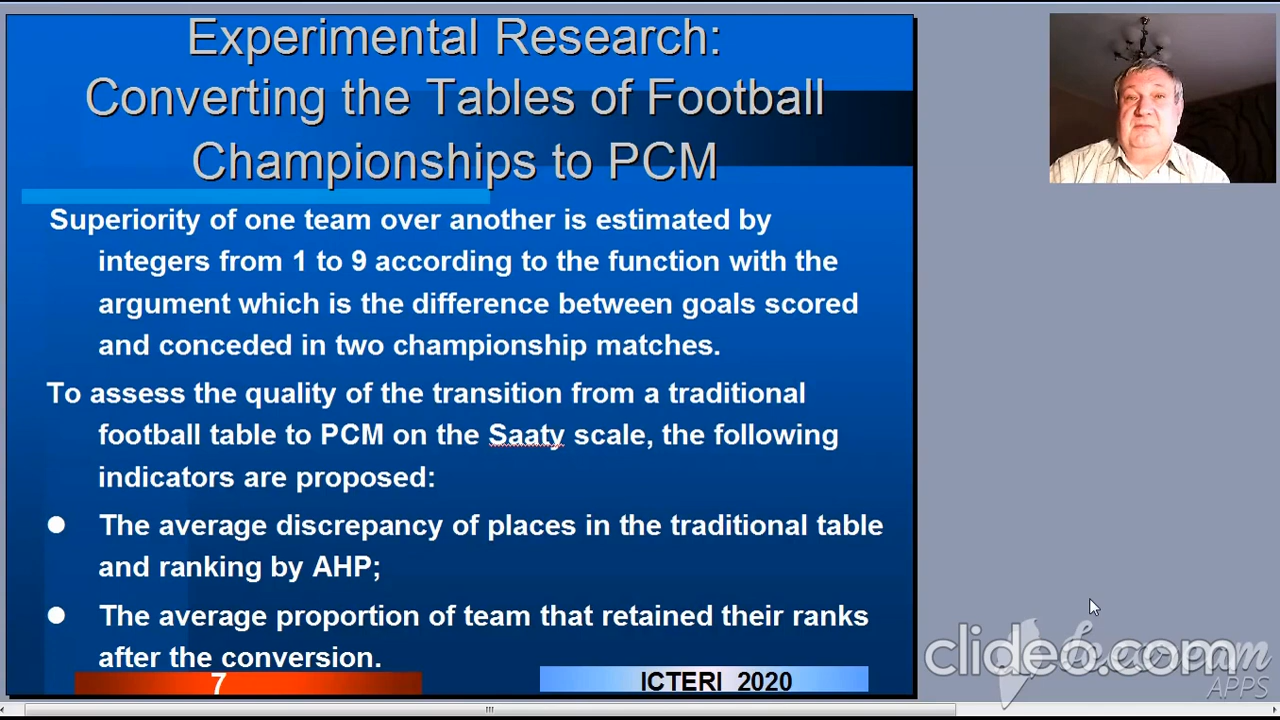 Experimental Research:
Converting the Tables of Football
Championships to PCM
Superiority of one team over another is estimated by
integers from 1 to 9 according to the function with the
argument which is the difference between goals scored
and conceded in two championship matches.
To assess the quality of the transition from a traditional
football table to PCM on the Saaty scale, the following
indicators are proposed:
The average discrepancy of places in the traditional table
and ranking by AHP;
The average proportion of team that retained their ranks
after the conversion.
7
ICTERI 2020
clideo.com
APPS